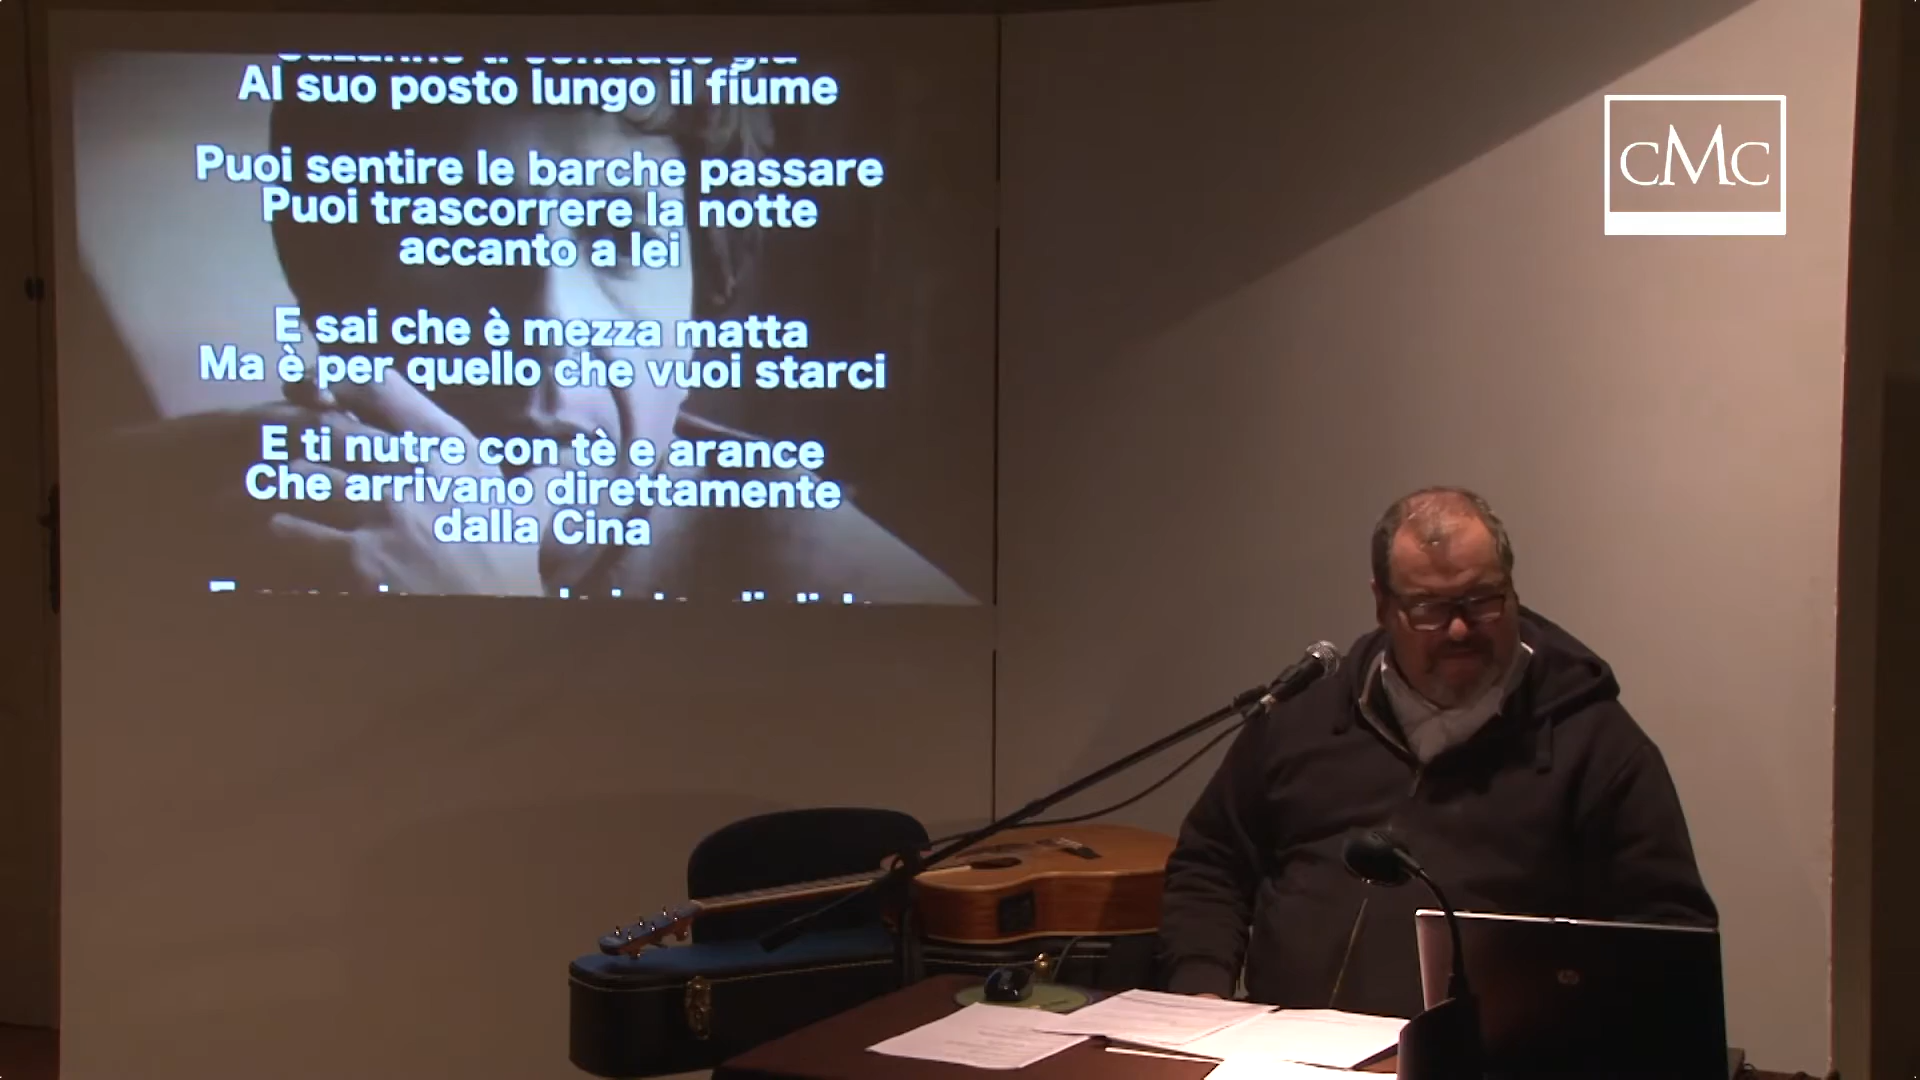 Al suo posto lungo il fiume
Puoi sentire le barche passare
Puoi trascorrere la notte
accanto a lei
E sai che è mezza matta
Ma è per quello che vuoi starci
E ti nutre con tè e arance
Che arrivano direttamente
dalla Cina
CMC
hp